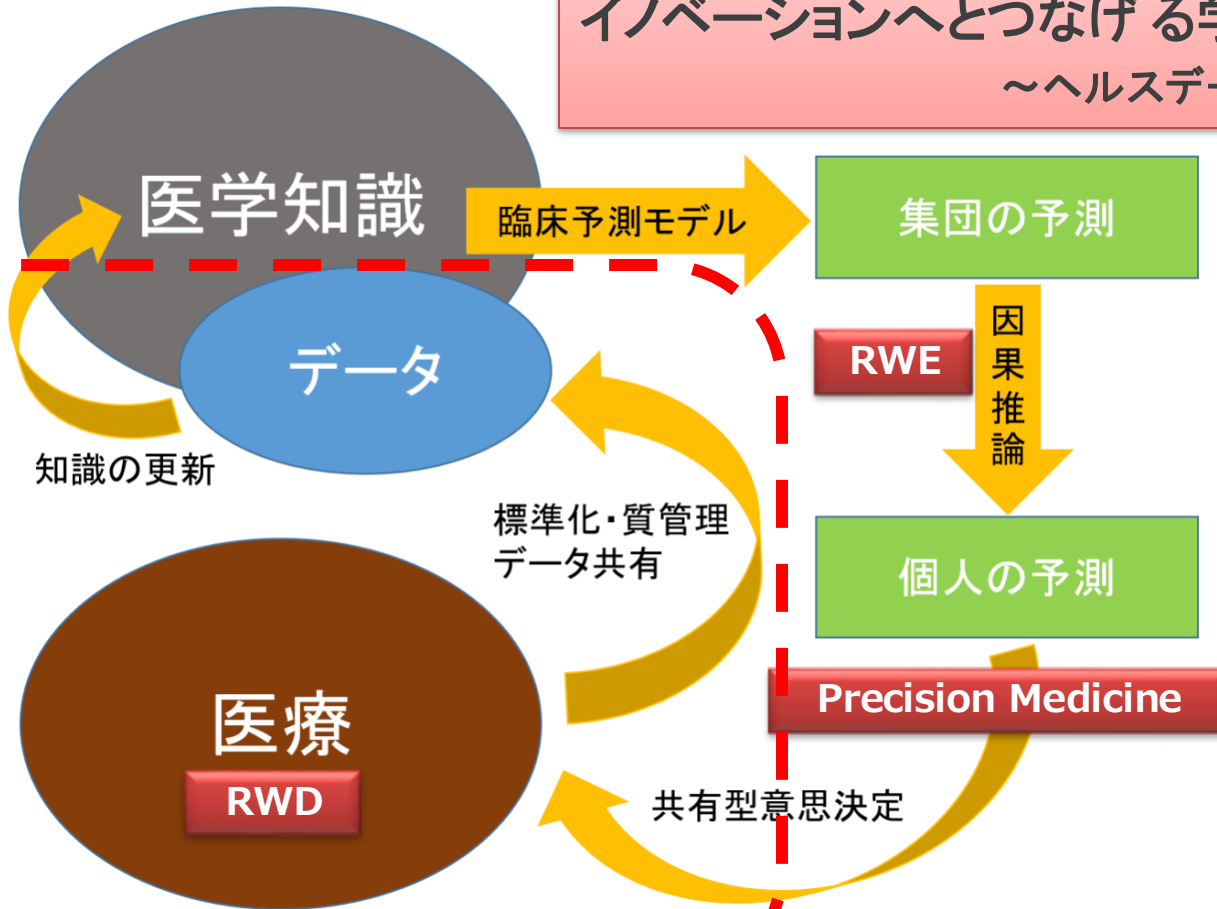 イノベーションへとつなげる学
～ヘルスデー
医学知識
臨床予測モデル
集団の予測
データ
RWE
因果推論
知識の更新
標準化・質管理
データ共有
個人の予測
医療
RWD
Precision Medicine
共有型意思決定